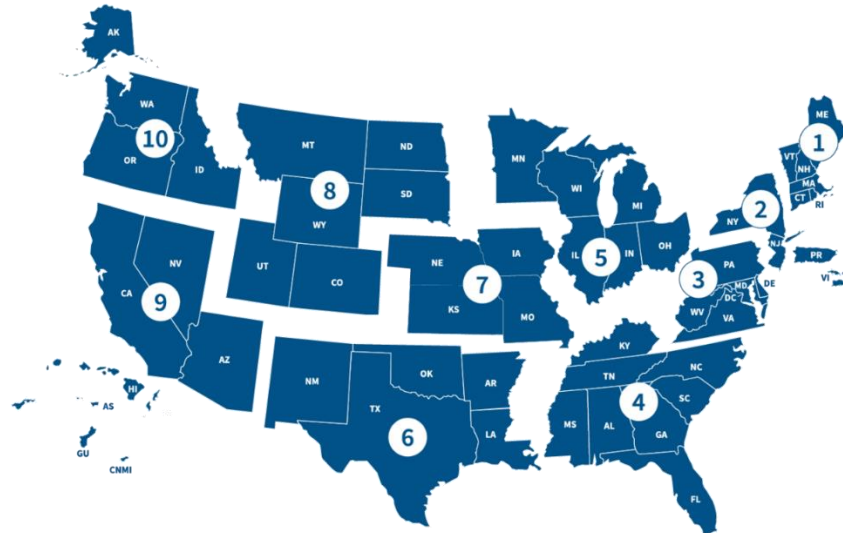 AK
WA
10
OR
ID
MT
ND
8
SD
WY
MN
WI
MI
ME
1
VT
NH
MA
CT
RI
NY
2
NJ
PR
VI
CA
NV
9
AZ
UT
CO
NE
IA
7
KS
MO
IL
5
IN
OH
PA
3
MD
DE
DC
WV
VA
KY
TN
NC
4
SC
MS
AL
GA
FL
NM
OK
AR
TX
6
LA
HI
AS
GU
CNMI